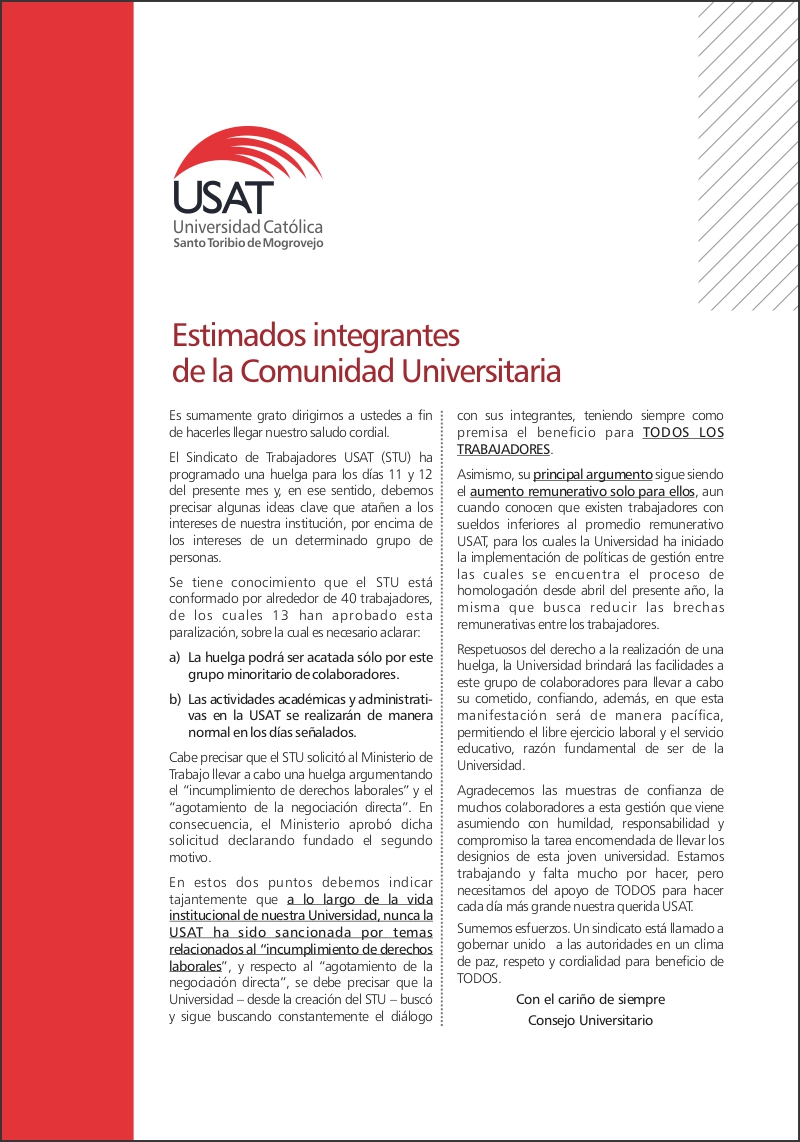 USAT
Universidad Católica
Santo Toribio de Mogrovejo
Estimados integrantes
de la Comunidad Universitaria
Es sumamente grato dirigirnos a ustedes a fin
de hacerles llegar nuestro saludo cordial.
El Sindicato de Trabajadores USAT (STU) ha
programado una huelga para los días 11 y 12
del presente mes y, en ese sentido, debemos
precisar algunas ideas clave que atañen a los
intereses de nuestra institución, por encima de
los intereses de un determinado grupo de
personas.
Se tiene conocimiento que el STU está
conformado por alrededor de 40 trabajadores,
de los cuales 13 han aprobado esta
paralización, sobre la cual es necesario aclarar:
a) La huelga podrá ser acatada sólo por este
grupo minoritario de colaboradores.
b) Las actividades académicas y administrati-
vas en la USAT se realizarán de manera
normal en los días señalados.
Cabe precisar que el STU solicitó al Ministerio de
Trabajo llevar a cabo una huelga argumentando
el “incumplimiento de derechos laborales” y el
“agotamiento de la negociación directa”. En
consecuencia, el Ministerio aprobó dicha
solicitud declarando fundado el segundo
motivo.
En estos dos puntos debemos indicar
tajantemente que a lo largo de la vida
institucional de nuestra Universidad, nunca la
USAT ha sido sancionada por temas
relacionados al “incumplimiento de derechos
laborales”, y respecto al “agotamiento de la
negociación directa”, se debe precisar que la
Universidad – desde la creación del STU – buscó
y sigue buscando constantemente el diálogo
con sus integrantes, teniendo siempre como
premisa el beneficio para TODOS LOS
TRABAJADORES.
Asimismo, su principal argumento sigue siendo
el aumento remunerativo solo para ellos, aun
cuando conocen que existen trabajadores con
sueldos inferiores al promedio remunerativo
USAT, para los cuales la Universidad ha iniciado
la implementación de políticas de gestión entre
las cuales se encuentra el proceso de
homologación desde abril del presente año, la
misma que busca reducir las brechas
remunerativas entre los trabajadores.
Respetuosos del derecho a la realización de una
huelga, la Universidad brindará las facilidades a
este grupo de colaboradores para llevar a cabo
su cometido, confiando, además, en que esta
manifestación será de manera pacífica,
permitiendo el libre ejercicio laboral y el servicio
educativo, razón fundamental de ser de la
Universidad.
Agradecemos las muestras de confianza de
muchos colaboradores a esta gestión que viene
asumiendo con humildad, responsabilidad y
compromiso la tarea encomendada de llevar los
designios de esta joven universidad. Estamos
trabajando y falta mucho por hacer, pero
necesitamos del apoyo de TODOS para hacer
cada día más grande nuestra querida USAT.
Sumemos esfuerzos. Un sindicato está llamado a
gobernar unido a las autoridades en un clima
de paz, respeto y cordialidad para beneficio de
TODOS.
Con el cariño de siempre
Consejo Universitario